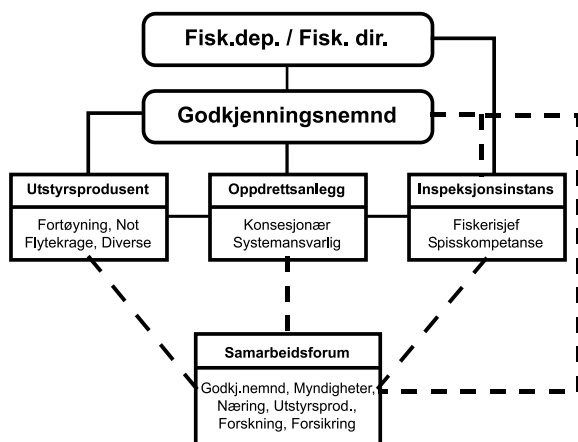 Fisk.dep. / Fisk. dir.
Godkjenningsnemnd
Utstyrsprodusent
Fortøyning, Not
Flytekrage, Diverse
Oppdrettsanlegg
Konsesjonær
Systemansvarlig
Inspeksjonsinstans
Fiskerisjef
Spisskompetanse
Samarbeidsforum
Godkj.nemnd, Myndigheter,
Næring, Utstyrsprod.,
Forskning, Forsikring